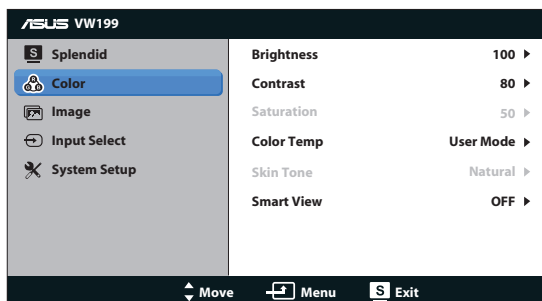 ASUS VW199
S Splendid
Color
Image
Input Select
System Setup
Brightness 100
Contrast 80
Saturation 50
Color Temp User Mode
Skin Tone Natural
Smart View OFF
Move Menu S Exit